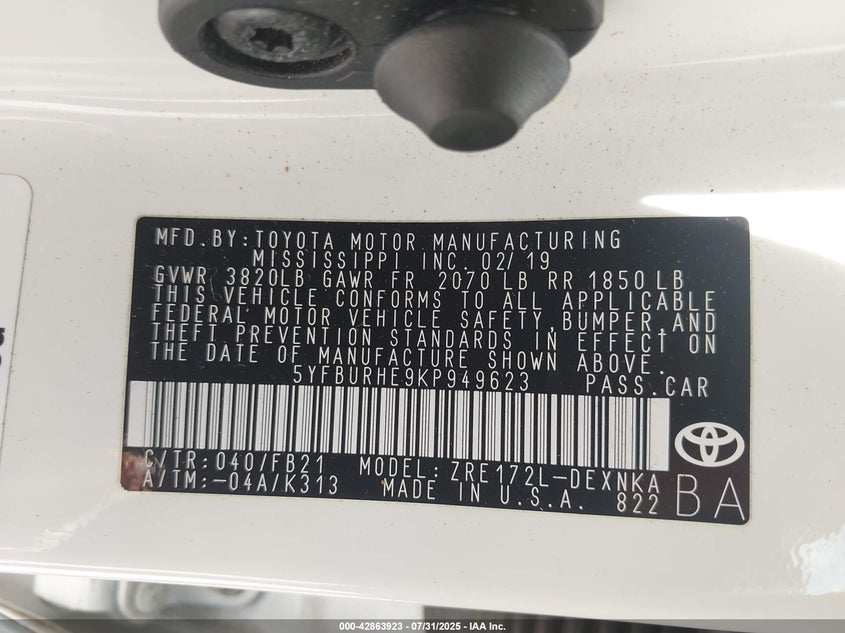 MFD.BY:TOYOTA MOTOR MANUFACTURING
MISSISSIPPI INC. 02/19
GVWR 3820LB GAWR FR 2070 LB RR 1850 LB
THIS VEHICLE CONFORMS TO ALL APPLICABLE
FEDERAL MOTOR VEHICLE SAFETY,BUMPER,AND
THEFT PREVENTION STANDARDS IN EFFECT ON
THE DATE OF MANUFACTURE SHOWN ABOVE.
5YFBURHE9KP949623 PASS.CAR
C/TR: 040/FB21 MODEL: ZRE172L-DEXNKA
A/TM:-04A/K313 MADE IN U.S.A. 822 BA
000-42863923 - 07/31/2025 - IAA Inc.